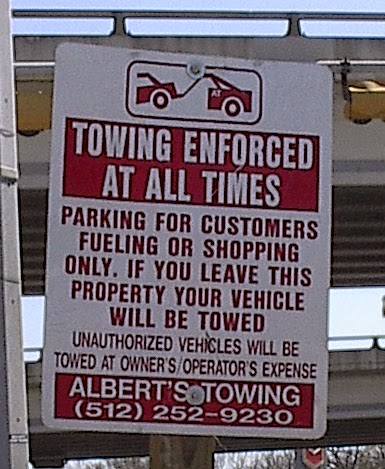 AT
TOWING ENFORCED
AT ALL TIMES
PARKING FOR CUSTOMERS
FUELING OR SHOPPING
ONLY. IF YOU LEAVE THIS
PROPERTY YOUR VEHICLE
WILL BE TOWED
UNAUTHORIZED VEHICLES WILL BE
TOWED AT OWNER'S/OPERATOR'S EXPENSE
ALBERT'S TOWING
(512) 252-9230